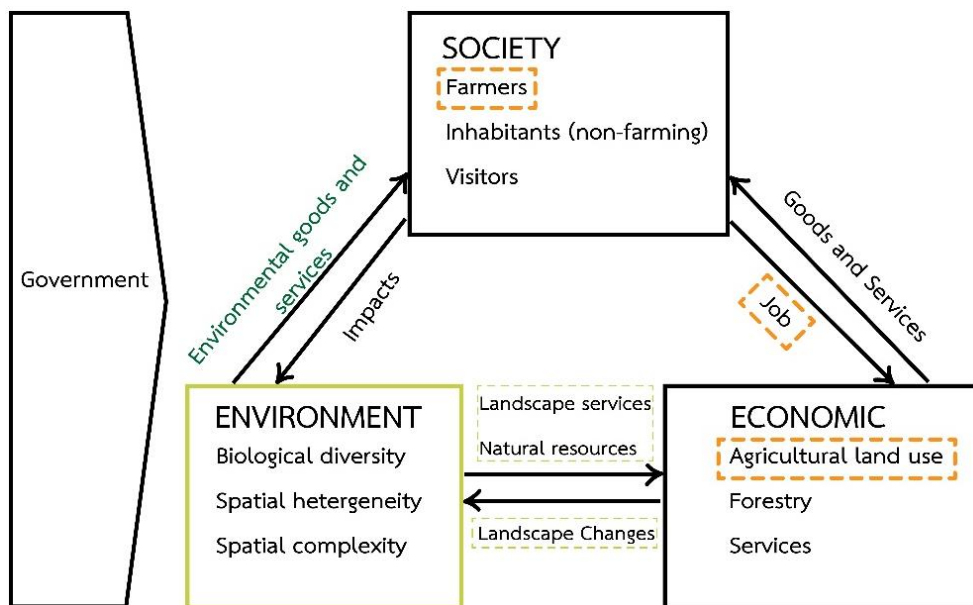 SOCIETY
Farmers
Inhabitants (non-farming)
Visitors
Government
Environmental goods and
services
Impacts
Goods and Services
Job
ENVIRONMENT
Biological diversity
Spatial hetergeneity
Spatial complexity
Landscape services
Natural resources
Landscape Changes
ECONOMIC
Agricultural land use
Forestry
Services